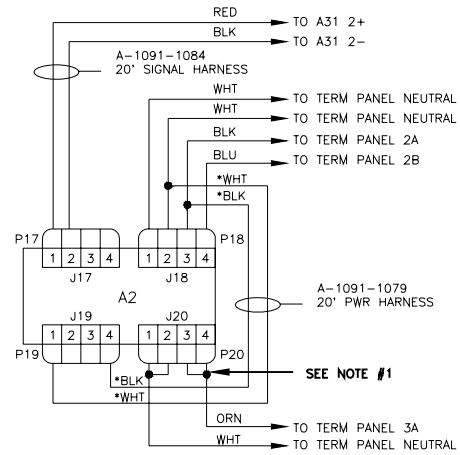 RED
TO A31 2+
BLK
TO A31 2-
A-1091-1084
20' SIGNAL HARNESS
WHT
TO TERM PANEL NEUTRAL
WHT
TO TERM PANEL NEUTRAL
BLK
TO TERM PANEL 2A
BLU
TO TERM PANEL 2B
*WHT
*BLK
P17
P18
1 2 3 4
1 2 3 4
J17
J18
A2
A-1091-1079
20' PWR HARNESS
J19
J20
1 2 3 4
1 2 3 4
P19
P20
SEE NOTE #1
*BLK
*WHT
ORN
TO TERM PANEL 3A
WHT
TO TERM PANEL NEUTRAL